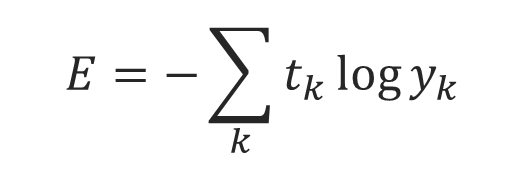 E = − ∑ₖ tₖ log yₖ